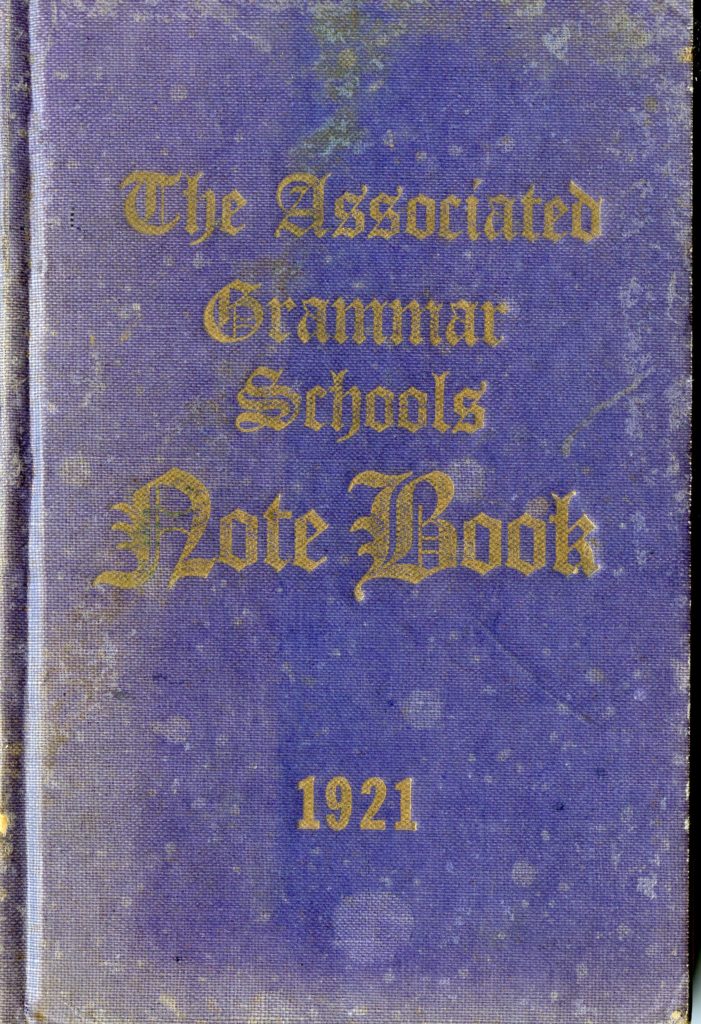 The Associated
Grammar
Schools
Note Book
1921